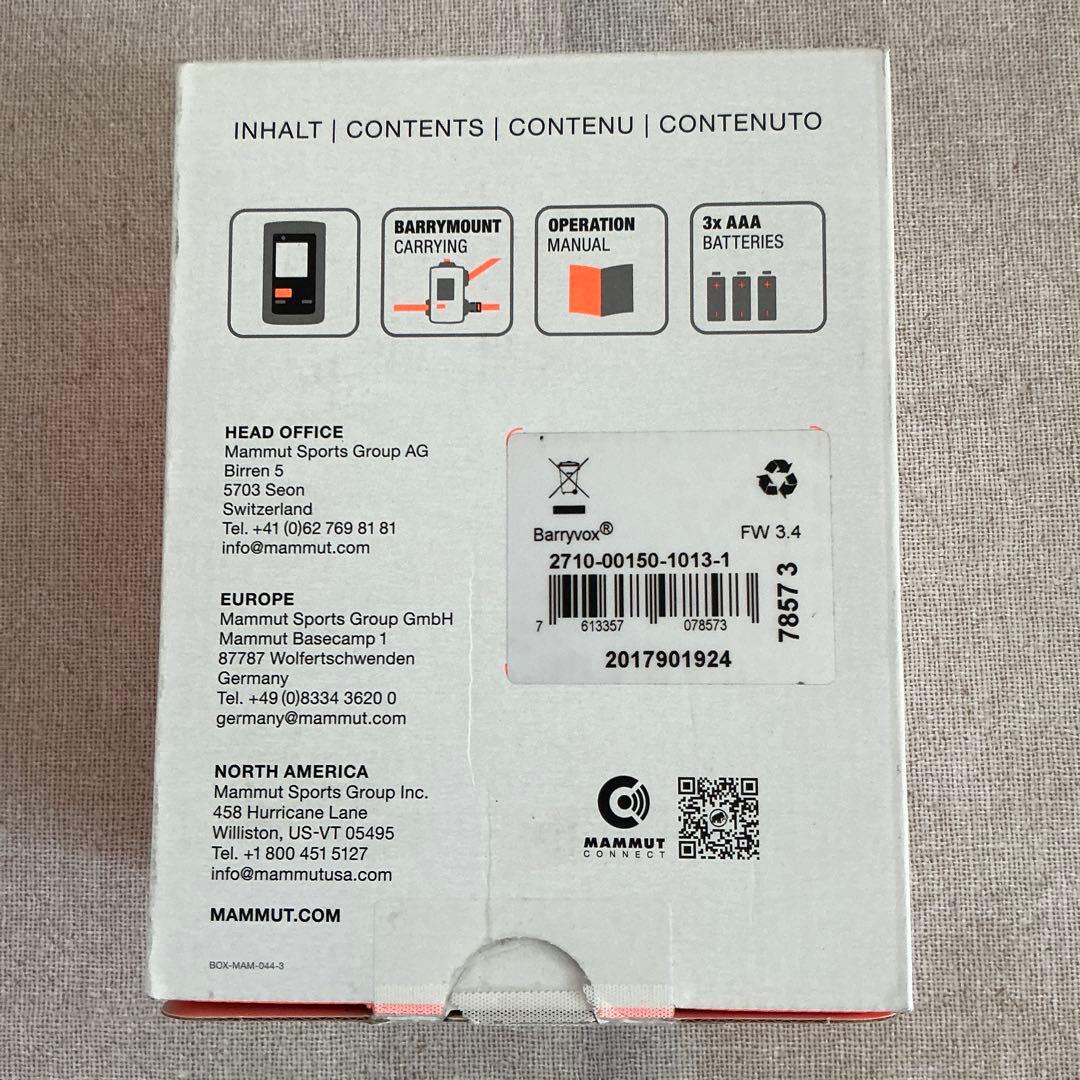 INHALT | CONTENTS | CONTENU | CONTENUTO
BARRYMOUNT
CARRYING
OPERATION
MANUAL
3x AAA
BATTERIES
HEAD OFFICE
Mammut Sports Group AG
Birren 5
5703 Seon
Switzerland
Tel. +41 (0)62 769 81 81
info@mammut.com
EUROPE
Mammut Sports Group GmbH
Mammut Basecamp 1
87787 Wolfertschwenden
Germany
Tel. +49 (0)8334 3620 0
germany@mammut.com
NORTH AMERICA
Mammut Sports Group Inc.
458 Hurricane Lane
Williston, US-VT 05495
Tel. +1 800 451 5127
info@mammutusa.com
MAMMUT.COM
BOX-MAM-044-3
Barryvox® FW 3.4
2710-00150-1013-1
7 613357 078573
7857 3
2017901924
MAMMUT
CONNECT